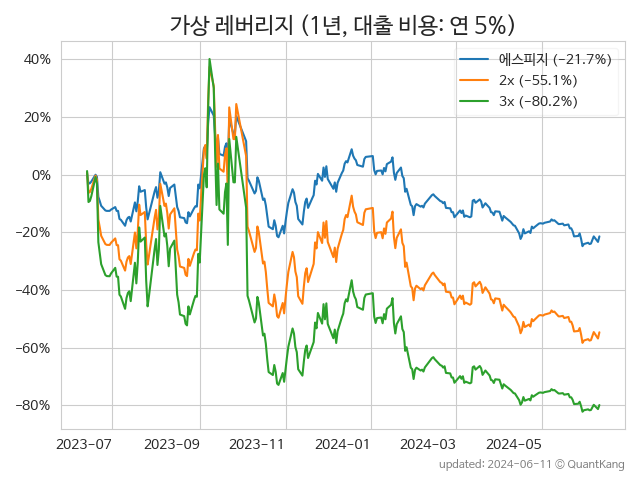 가상 레버리지 (1년, 대출 비용: 연 5%)
에스피지 (−21.7%)
2x (−55.1%)
3x (−80.2%)
40%
20%
0%
−20%
−40%
−60%
−80%
2023-07
2023-09
2023-11
2024-01
2024-03
2024-05
updated: 2024-06-11 © QuantKang